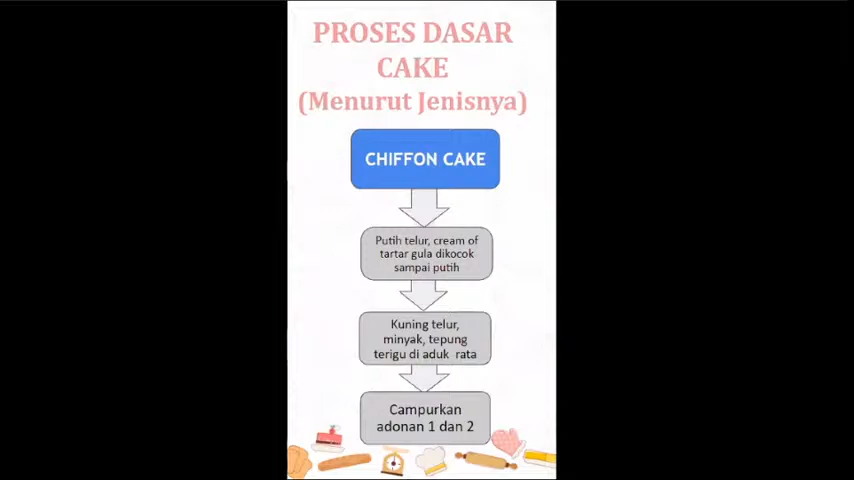 PROSES DASAR
CAKE
(Menurut Jenisnya)
CHIFFON CAKE
Putih telur, cream of
tartar gula dikocok
sampai putih
Kuning telur,
minyak, tepung
terigu di aduk rata
Campurkan
adonan 1 dan 2